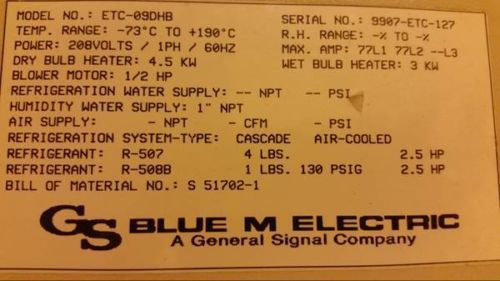 MODEL NO.: ETC-09DHB SERIAL NO.: 9907-ETC-127
TEMP. RANGE: -73°C TO +190°C R.H. RANGE: -% TO -%
POWER: 208VOLTS / 1PH / 60HZ MAX. AMP: 77L1 77L2 --L3
DRY BULB HEATER: 4.5 KW WET BULB HEATER: 3 KW
BLOWER MOTOR: 1/2 HP
REFRIGERATION WATER SUPPLY: -- NPT -- PSI
HUMIDITY WATER SUPPLY: 1" NPT
AIR SUPPLY: - NPT - CFM - PSI
REFRIGERATION SYSTEM-TYPE: CASCADE AIR-COOLED
REFRIGERANT: R-507 4 LBS. 2.5 HP
REFRIGERANT: R-508B 1 LBS. 130 PSIG 2.5 HP
BILL OF MATERIAL NO.: S 51702-1
GS BLUE M ELECTRIC
A General Signal Company